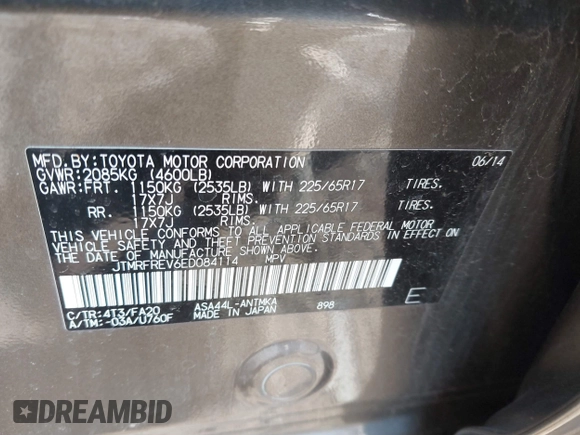 MFD.BY:TOYOTA MOTOR CORPORATION 06/14
GVWR:2085KG (4600LB)
GAWR:FRT. 1150KG (2535LB) WITH 225/65R17 TIRES.
17X7J RIMS.
RR. 1150KG (2535LB) WITH 225/65R17 TIRES.
17X7J RIMS.
THIS VEHICLE CONFORMS TO ALL APPLICABLE FEDERAL MOTOR
VEHICLE SAFETY AND THEFT PREVENTION STANDARDS IN EFFECT ON
THE DATE OF MANUFACTURE SHOWN ABOVE.
JTMRFREV6ED084114 MPV
C/TR:4T3/FA20 ASA44L-ANTMKA 898
A/TM:-03A/U760F MADE IN JAPAN
E
DREAMBID